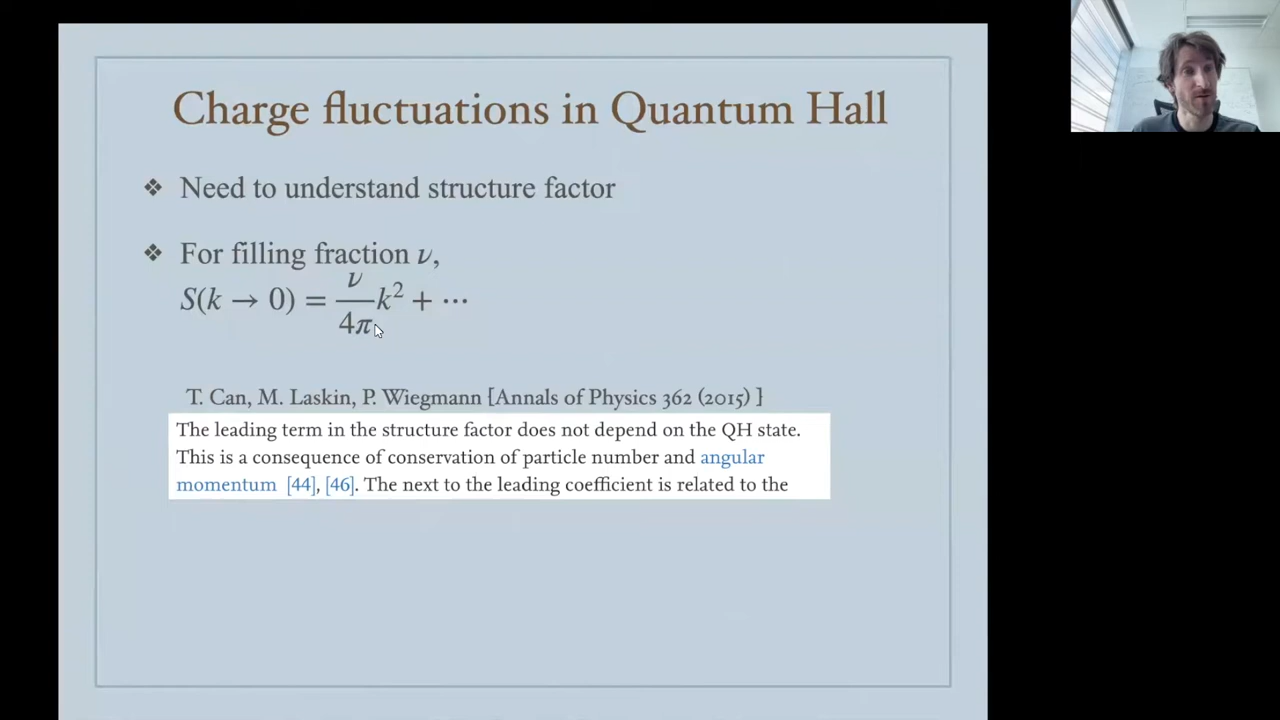 Charge fluctuations in Quantum Hall
❖ Need to understand structure factor
❖ For filling fraction ν,
S(k → 0) = ν/4π k² + ⋯
T. Can, M. Laskin, P. Wiegmann [Annals of Physics 362 (2015) ]
The leading term in the structure factor does not depend on the QH state.
This is a consequence of conservation of particle number and angular
momentum [44], [46]. The next to the leading coefficient is related to the